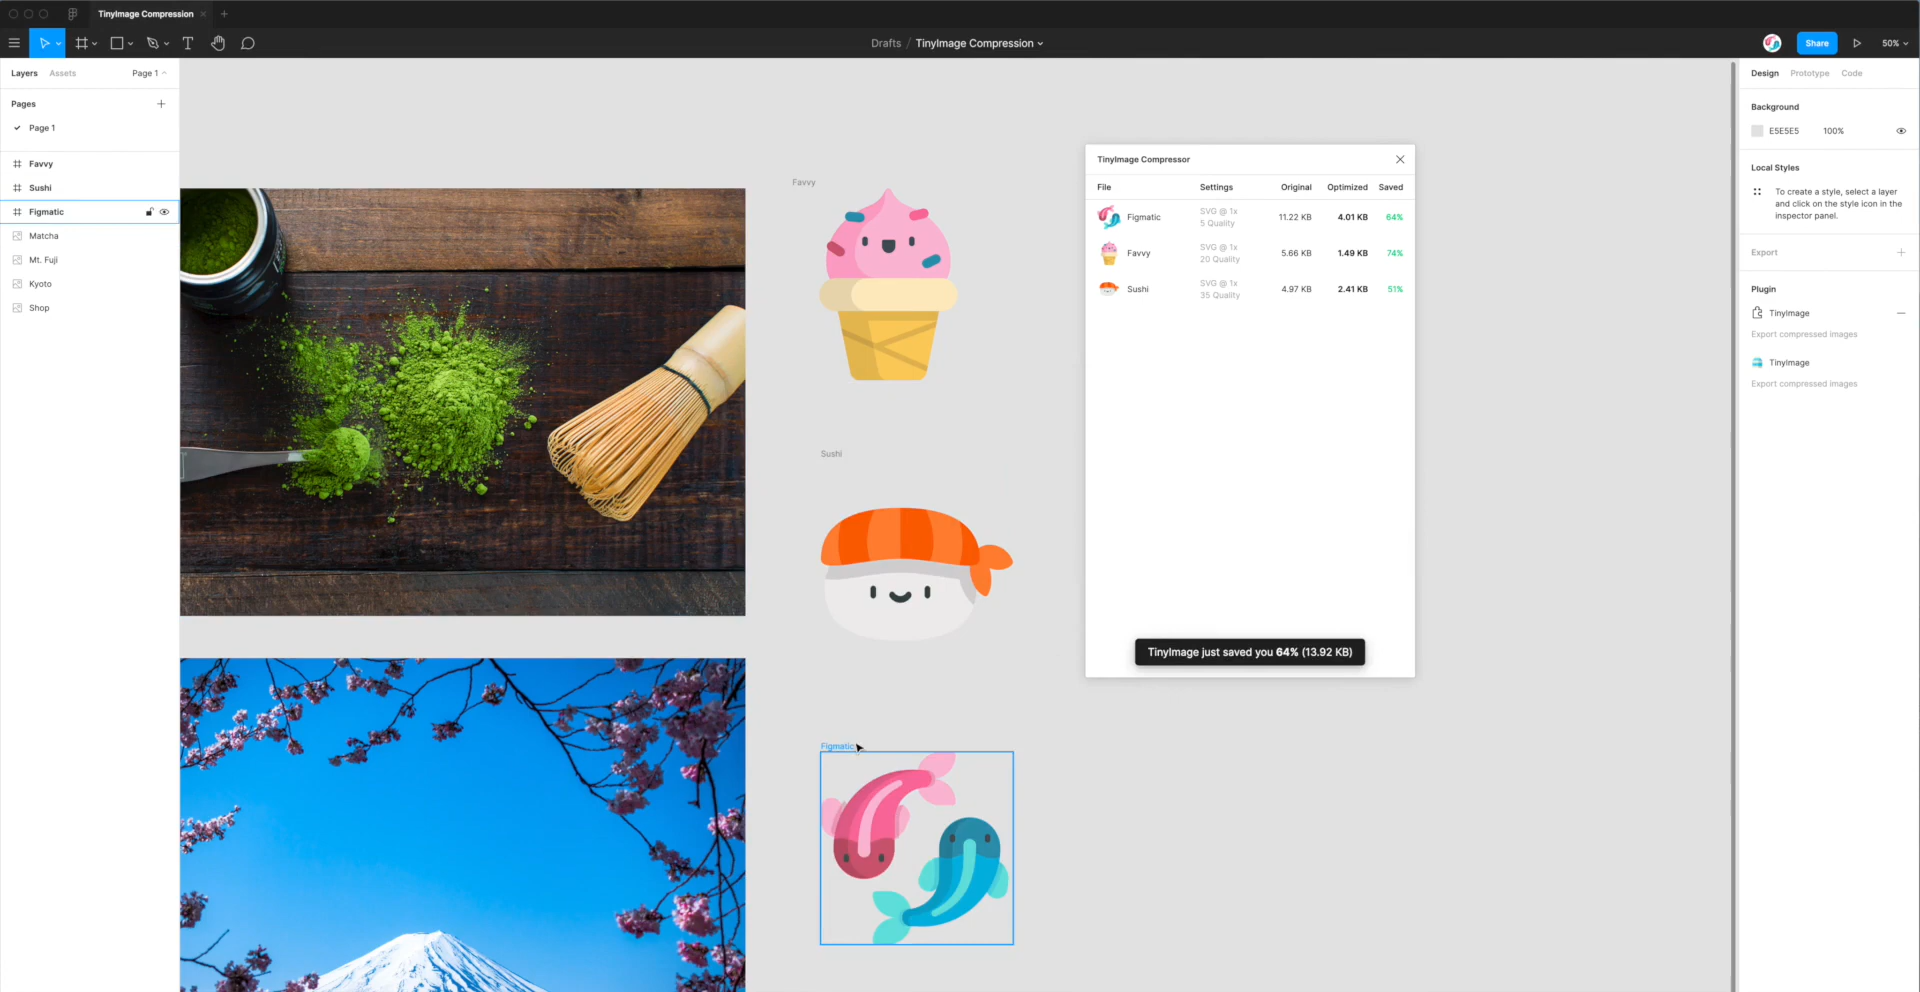 TinyImage Compression
Drafts / TinyImage Compression
Share
50%
Layers Assets Page 1
Pages
Page 1
Favvy
Sushi
Figmatic
Matcha
Mt. Fuji
Kyoto
Shop
Favvy
Sushi
Figmatic
TinyImage Compressor
File Settings Original Optimized Saved
Figmatic SVG @ 1x 11.22 KB 4.01 KB 64%
5 Quality
Favvy SVG @ 1x 5.66 KB 1.49 KB 74%
20 Quality
Sushi SVG @ 1x 4.97 KB 2.41 KB 51%
35 Quality
TinyImage just saved you 64% (13.92 KB)
Design Prototype Code
Background
E5E5E5 100%
Local Styles
To create a style, select a layer
and click on the style icon in the
inspector panel.
Export
Plugin
TinyImage
Export compressed images
TinyImage
Export compressed images